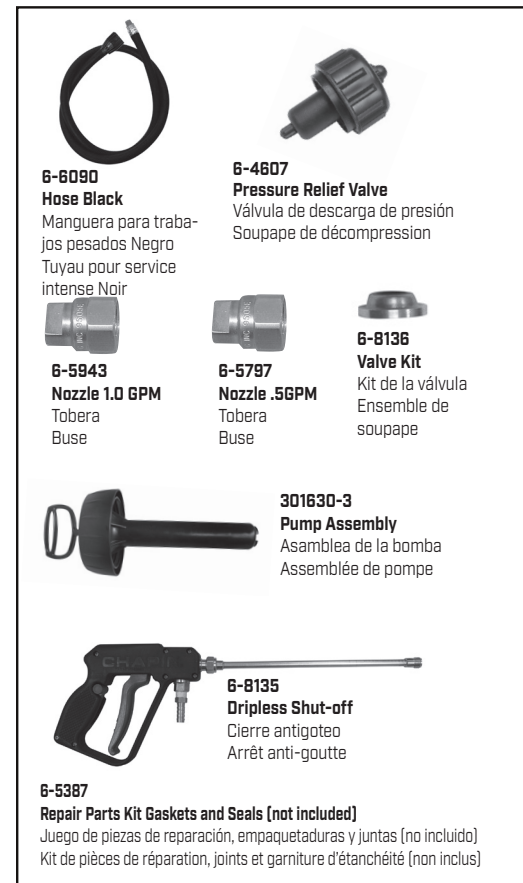 6-6090
Hose Black
Manguera para traba-
jos pesados Negro
Tuyau pour service
intense Noir
6-4607
Pressure Relief Valve
Válvula de descarga de presión
Soupape de décompression
6-5943
Nozzle 1.0 GPM
Tobera
Buse
6-5797
Nozzle .5GPM
Tobera
Buse
6-8136
Valve Kit
Kit de la válvula
Ensemble de
soupape
301630-3
Pump Assembly
Asamblea de la bomba
Assemblée de pompe
6-8135
Dripless Shut-off
Cierre antigoteo
Arrêt anti-goutte
6-5387
Repair Parts Kit Gaskets and Seals (not included)
Juego de piezas de reparación, empaquetaduras y juntas (no incluido)
Kit de pièces de réparation, joints et garniture d'étanchéité (non inclus)